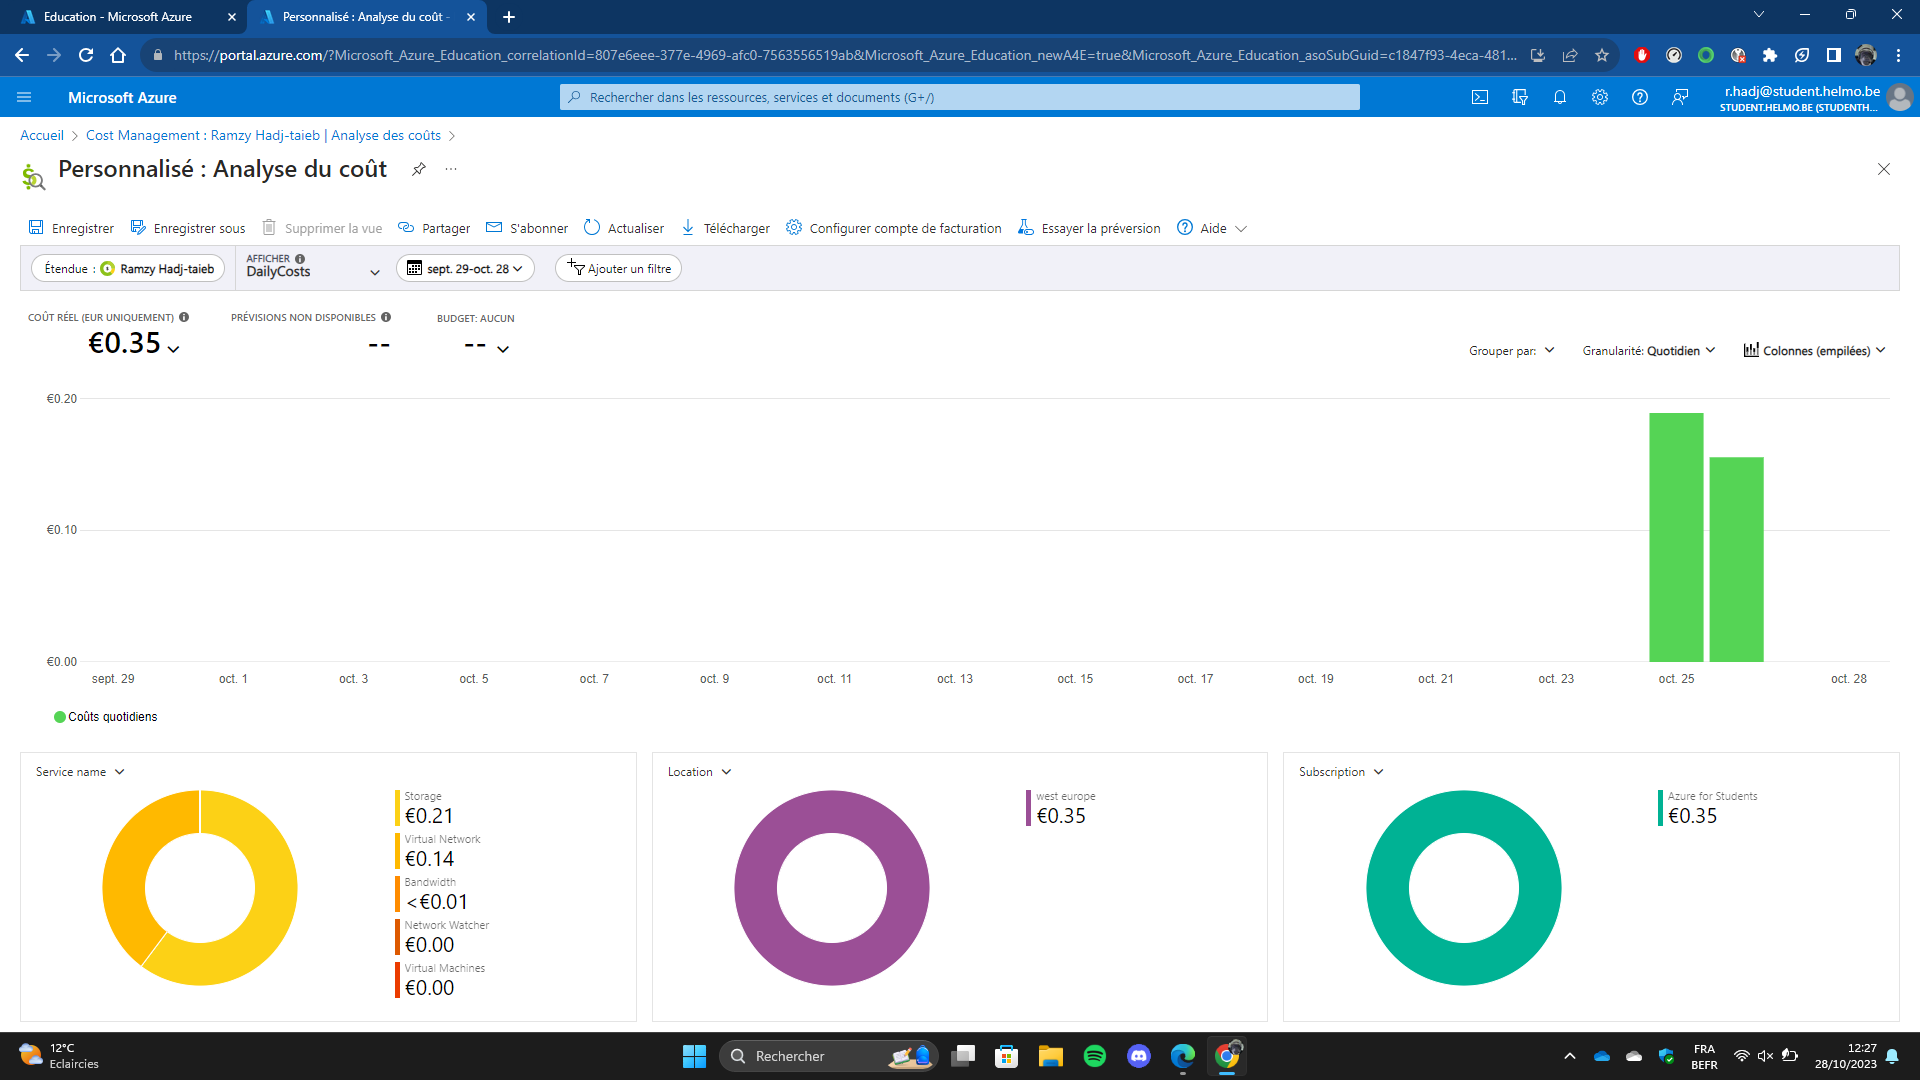 Education - Microsoft Azure
Personnalisé : Analyse du coût -
https://portal.azure.com/?Microsoft_Azure_Education_correlationId=807e6eee-377e-4969-afc0-7563556519ab&Microsoft_Azure_Education_newA4E=true&Microsoft_Azure_Education_asoSubGuid=c1847f93-4eca-481...
Microsoft Azure
Rechercher dans les ressources, services et documents (G+/)
r.hadj@student.helmo.be
STUDENT.HELMO.BE (STUDENTH...
Accueil > Cost Management : Ramzy Hadj-taieb | Analyse des coûts >
Personnalisé : Analyse du coût
...
Enregistrer
Enregistrer sous
Supprimer la vue
Partager
S'abonner
Actualiser
Télécharger
Configurer compte de facturation
Essayer la préversion
Aide
Étendue : Ramzy Hadj-taieb
AFFICHER
DailyCosts
sept. 29-oct. 28
Ajouter un filtre
COÛT RÉEL (EUR UNIQUEMENT)
€0.35
PRÉVISIONS NON DISPONIBLES
--
BUDGET: AUCUN
--
Grouper par:
Granularité: Quotidien
Colonnes (empilées)
€0.20
€0.10
€0.00
sept. 29
oct. 1
oct. 3
oct. 5
oct. 7
oct. 9
oct. 11
oct. 13
oct. 15
oct. 17
oct. 19
oct. 21
oct. 23
oct. 25
oct. 28
Coûts quotidiens
Service name
Storage
€0.21
Virtual Network
€0.14
Bandwidth
<€0.01
Network Watcher
€0.00
Virtual Machines
€0.00
Location
west europe
€0.35
Subscription
Azure for Students
€0.35
12°C
Eclaircies
Rechercher
FRA
BEFR
12:27
28/10/2023